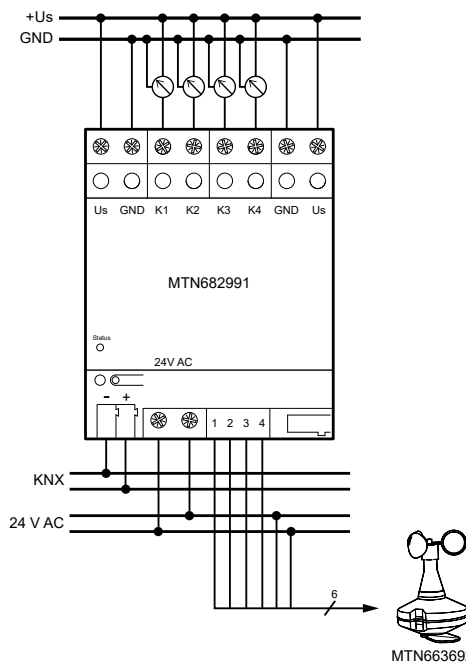 +Us
GND
Us GND K1 K2 K3 K4 GND Us
MTN682991
Status
24V AC
- +
1 2 3 4
KNX
24 V AC
6
MTN66369